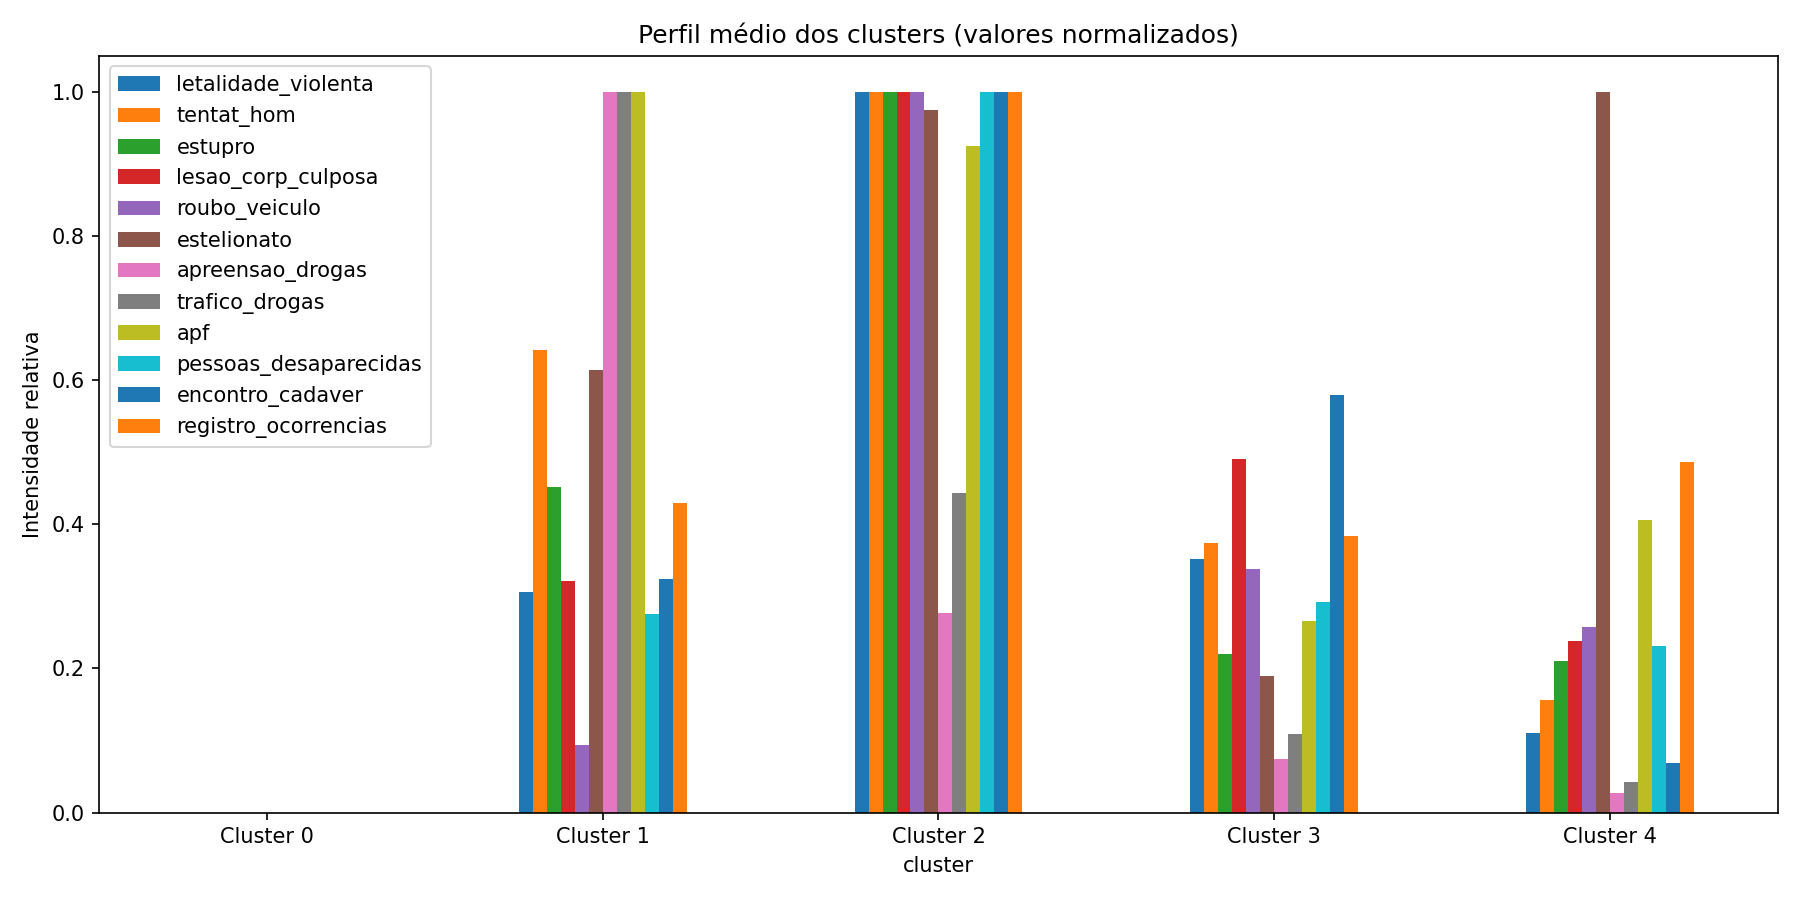 Perfil médio dos clusters (valores normalizados)
letalidade_violenta
tentat_hom
estupro
lesao_corp_culposa
roubo_veiculo
estelionato
apreensao_drogas
trafico_drogas
apf
pessoas_desaparecidas
encontro_cadaver
registro_ocorrencias
Intensidade relativa
1.0
0.8
0.6
0.4
0.2
0.0
Cluster 0 Cluster 1 Cluster 2 Cluster 3 Cluster 4
cluster